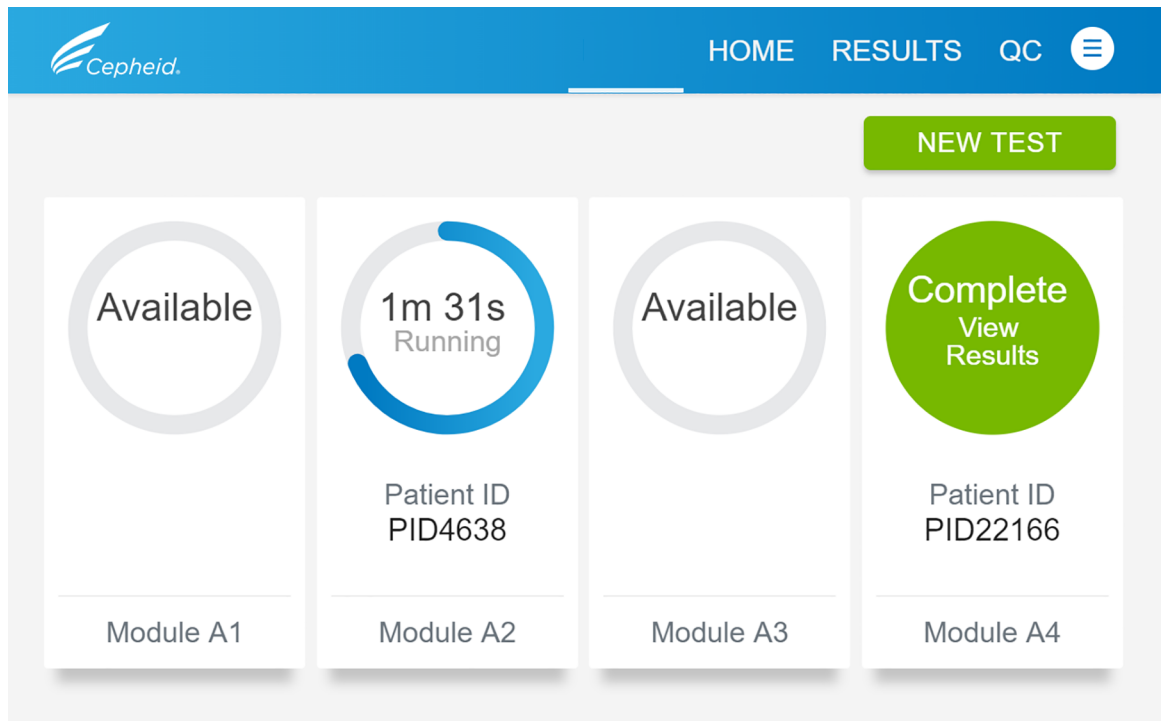 Cepheid.
HOME RESULTS QC
NEW TEST
Available
1m 31s
Running
Patient ID
PID4638
Available
Complete
View
Results
Patient ID
PID22166
Module A1
Module A2
Module A3
Module A4